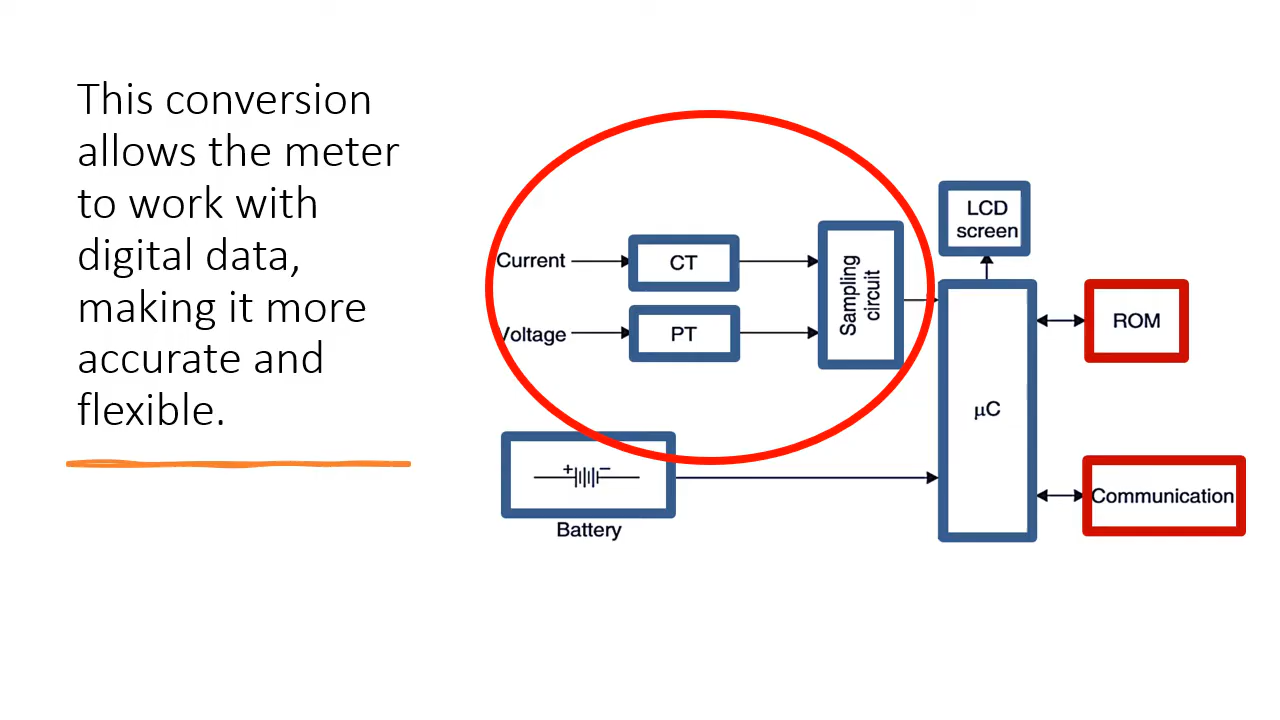 This conversion
allows the meter
to work with
digital data,
making it more
accurate and
flexible.
Current
CT
Voltage
PT
Sampling
circuit
LCD
screen
µC
ROM
Communication
+ −
Battery